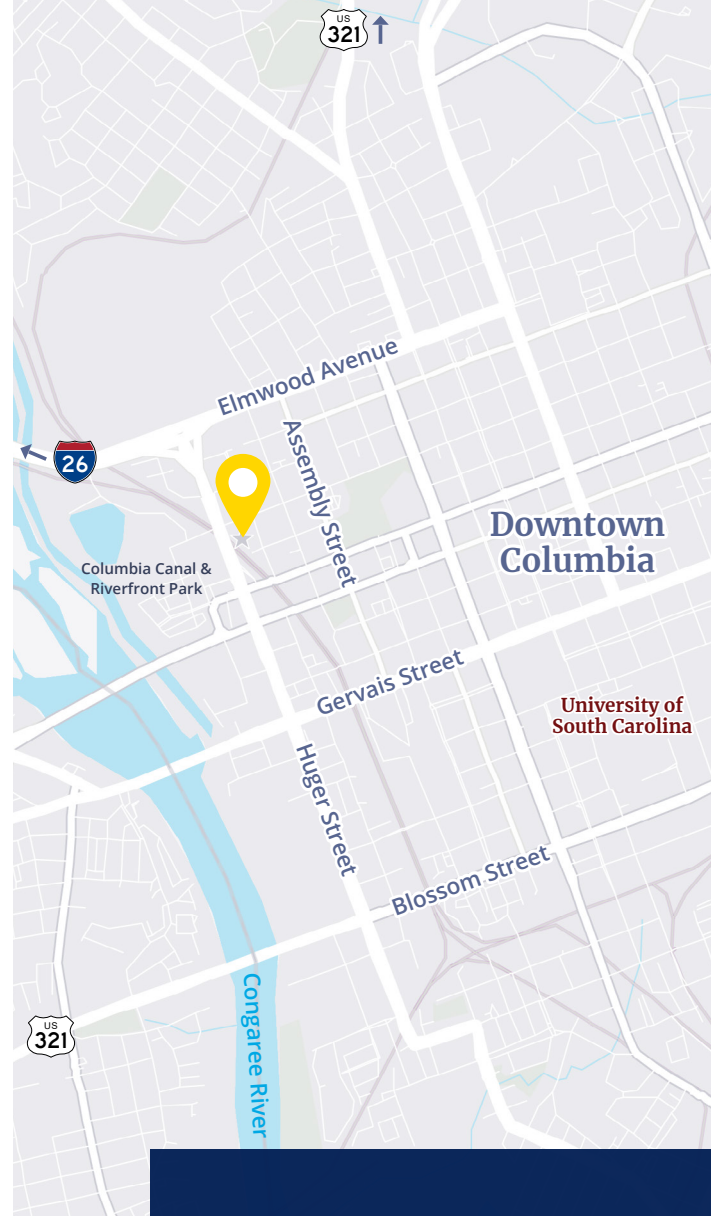 US
321
Elmwood Avenue
Assembly Street
26
Downtown
Columbia
Columbia Canal &
Riverfront Park
Gervais Street
University of
South Carolina
Huger Street
Blossom Street
Congaree River
US
321